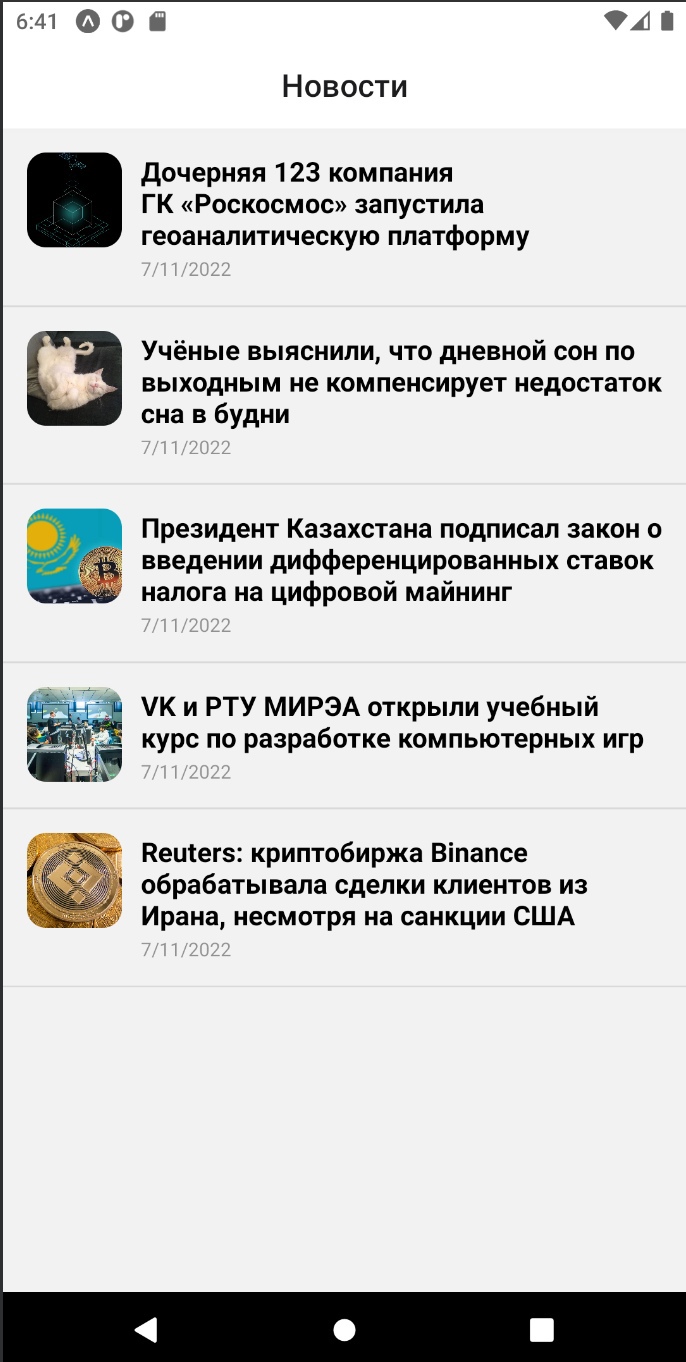 6:41
Новости
Дочерняя 123 компания
ГК «Роскосмос» запустила
геоаналитическую платформу
7/11/2022
Учёные выяснили, что дневной сон по
выходным не компенсирует недостаток
сна в будни
7/11/2022
Президент Казахстана подписал закон о
введении дифференцированных ставок
налога на цифровой майнинг
7/11/2022
VK и РТУ МИРЭА открыли учебный
курс по разработке компьютерных игр
7/11/2022
Reuters: криптобиржа Binance
обрабатывала сделки клиентов из
Ирана, несмотря на санкции США
7/11/2022